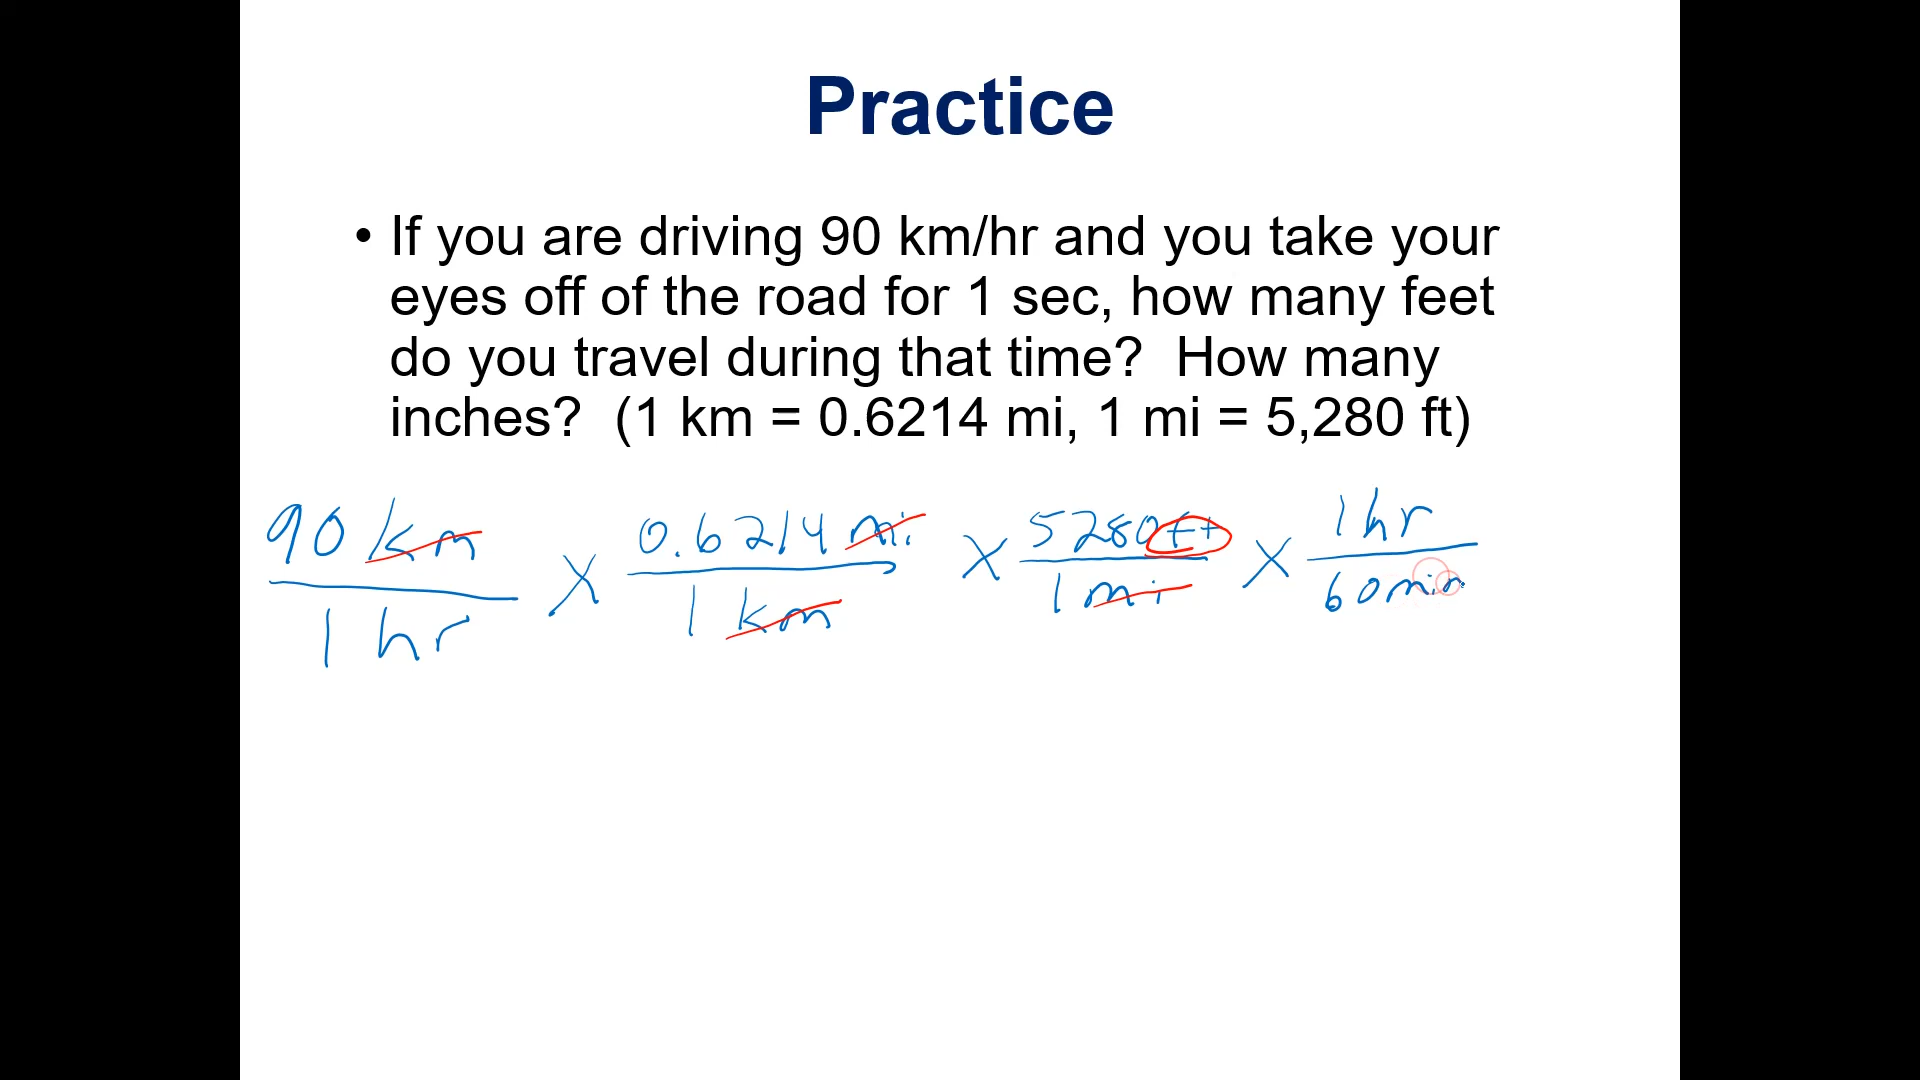 Practice
• If you are driving 90 km/hr and you take your
eyes off of the road for 1 sec, how many feet
do you travel during that time?  How many
inches?  (1 km = 0.6214 mi, 1 mi = 5,280 ft)
90 km / 1 hr X 0.6214 mi / 1 km X 5280 ft / 1 mi X 1 hr / 60 min